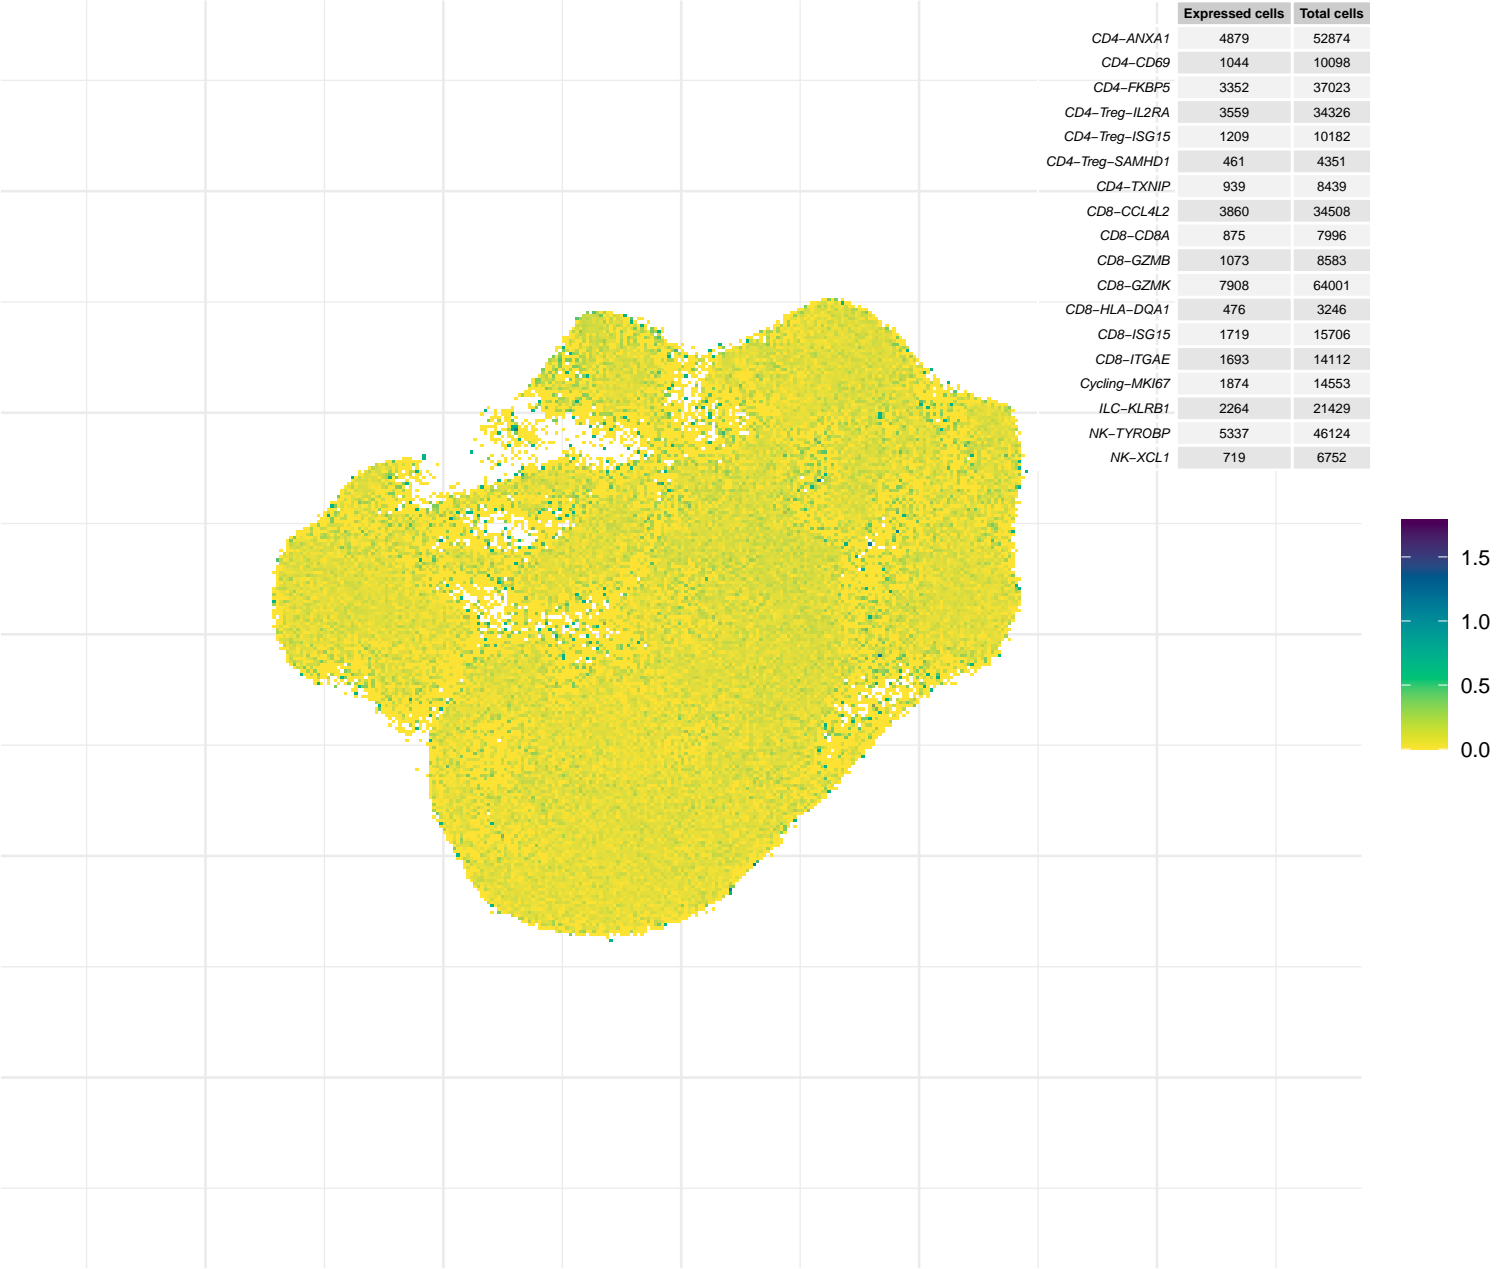 Expressed cells Total cells
CD4−ANXA1 4879 52874
CD4−CD69 1044 10098
CD4−FKBP5 3352 37023
CD4−Treg−IL2RA 3559 34326
CD4−Treg−ISG15 1209 10182
CD4−Treg−SAMHD1 461 4351
CD4−TXNIP 939 8439
CD8−CCL4L2 3860 34508
CD8−CD8A 875 7996
CD8−GZMB 1073 8583
CD8−GZMK 7908 64001
CD8−HLA−DQA1 476 3246
CD8−ISG15 1719 15706
CD8−ITGAE 1693 14112
Cycling−MKI67 1874 14553
ILC−KLRB1 2264 21429
NK−TYROBP 5337 46124
NK−XCL1 719 6752
1.5
1.0
0.5
0.0